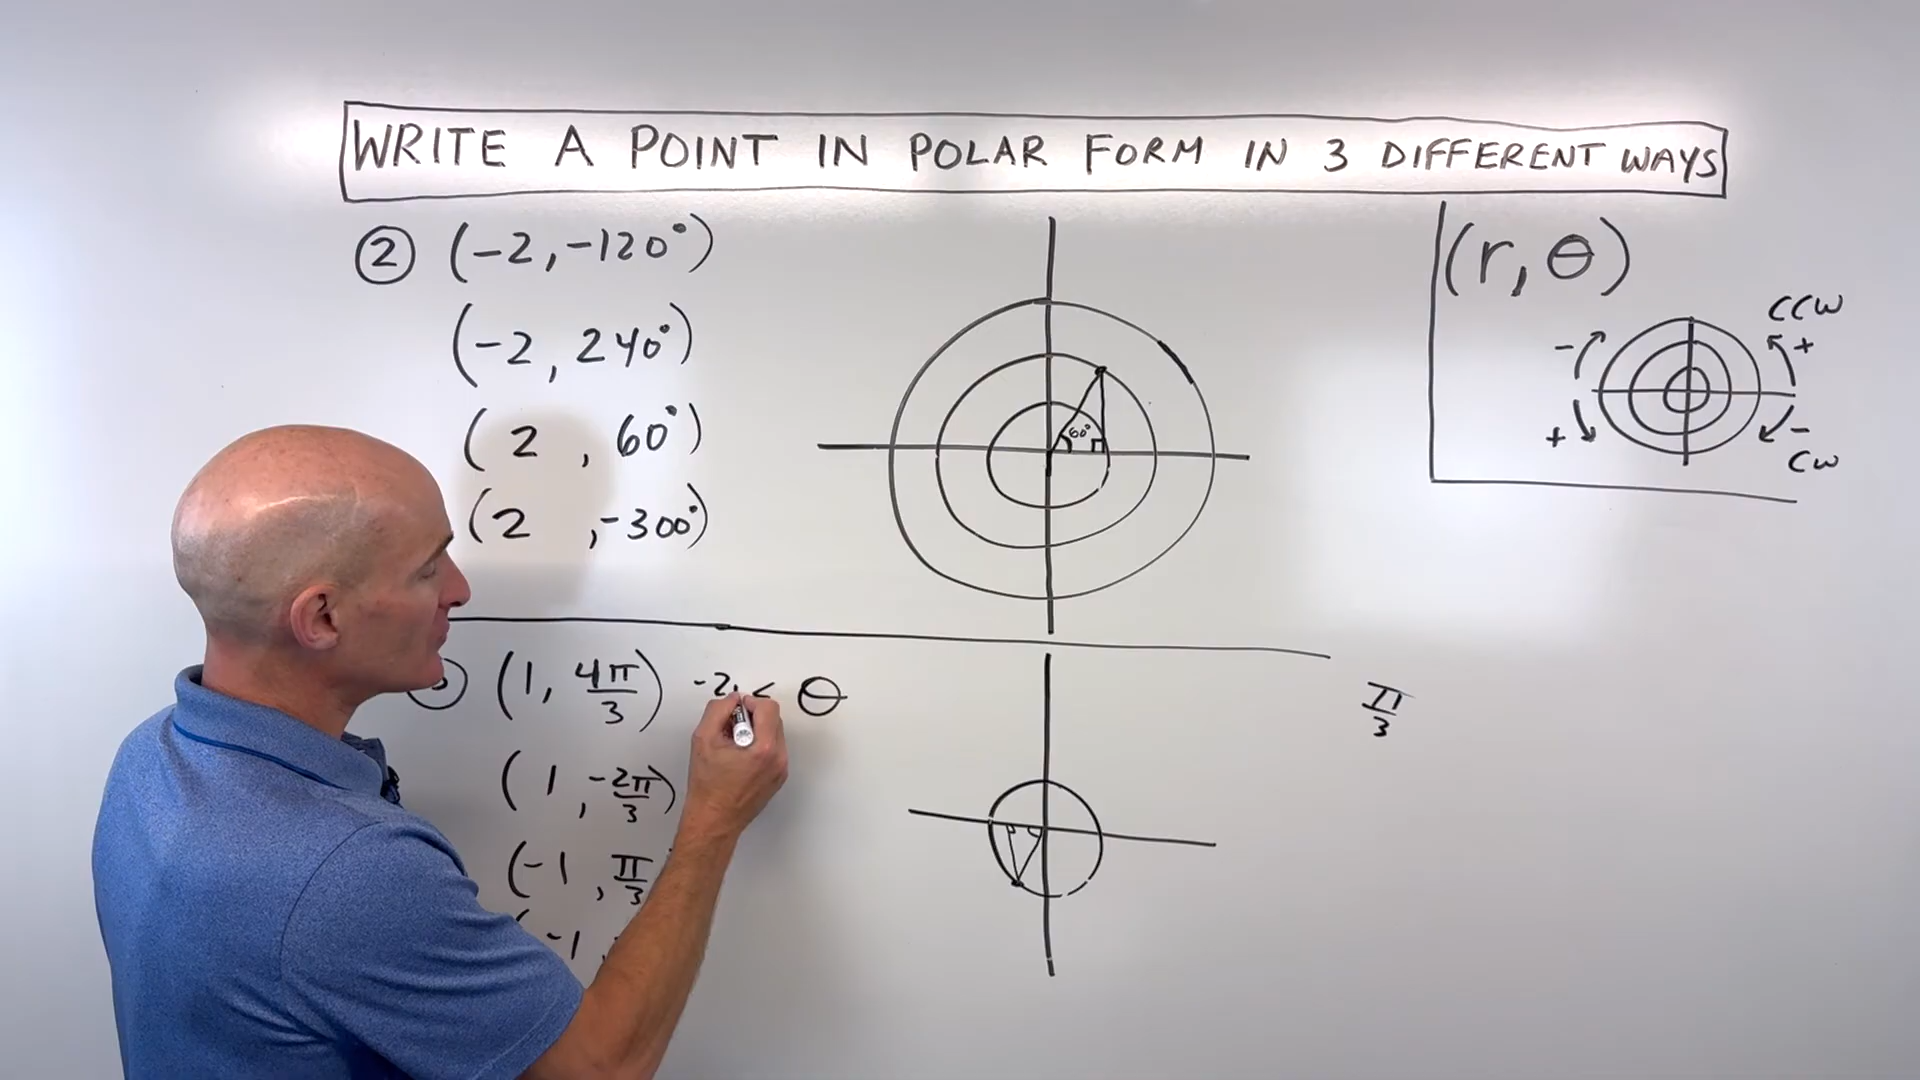 WRITE A POINT IN POLAR FORM IN 3 DIFFERENT WAYS
② (-2, -120°)
(-2, 240°)
(2, 60°)
(2, -300°)
60°
(r, θ)
CCW
- +
+ -
CW
(1, 4π/3) -2 < θ
(1, -2π/3)
(-1, π/3
(-1,
π/3